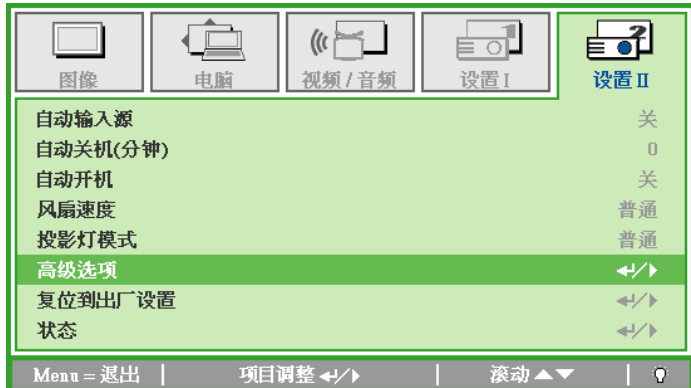 图像 电脑 视频 / 音频 设置 I 设置 II
自动输入源 关
自动关机(分钟) 0
自动开机 关
风扇速度 普通
投影灯模式 普通
高级选项 ↵/▶
复位到出厂设置 ↵/▶
状态 ↵/▶
Menu = 退出 | 项目调整 ↵/▶ | 滚动 ▲▼ |